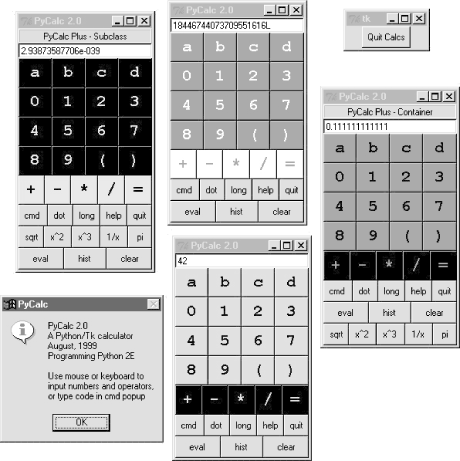 PyCalc 2.0
PyCalc Plus - Subclass
2.93873587706e-039
a b c d
0 1 2 3
4 5 6 7
8 9 ( )
+ - * / =
cmd dot long help quit
sqrt x^2 x^3 1/x pi
eval hist clear
PyCalc 2.0
18446744073709551616L
a b c d
0 1 2 3
4 5 6 7
8 9 ( )
+ - * / =
cmd dot long help quit
eval hist clear
tk
Quit Calcs
PyCalc 2.0
PyCalc Plus - Container
0.111111111111
a b c d
0 1 2 3
4 5 6 7
8 9 ( )
+ - * / =
cmd dot long help quit
eval hist clear
sqrt x^2 x^3 1/x pi
PyCalc 2.0
42
a b c d
0 1 2 3
4 5 6 7
8 9 ( )
+ - * / =
cmd dot long help quit
eval hist clear
PyCalc
PyCalc 2.0
A Python/Tk calculator
August, 1999
Programming Python 2E
Use mouse or keyboard to
input numbers and operators,
or type code in cmd popup
OK